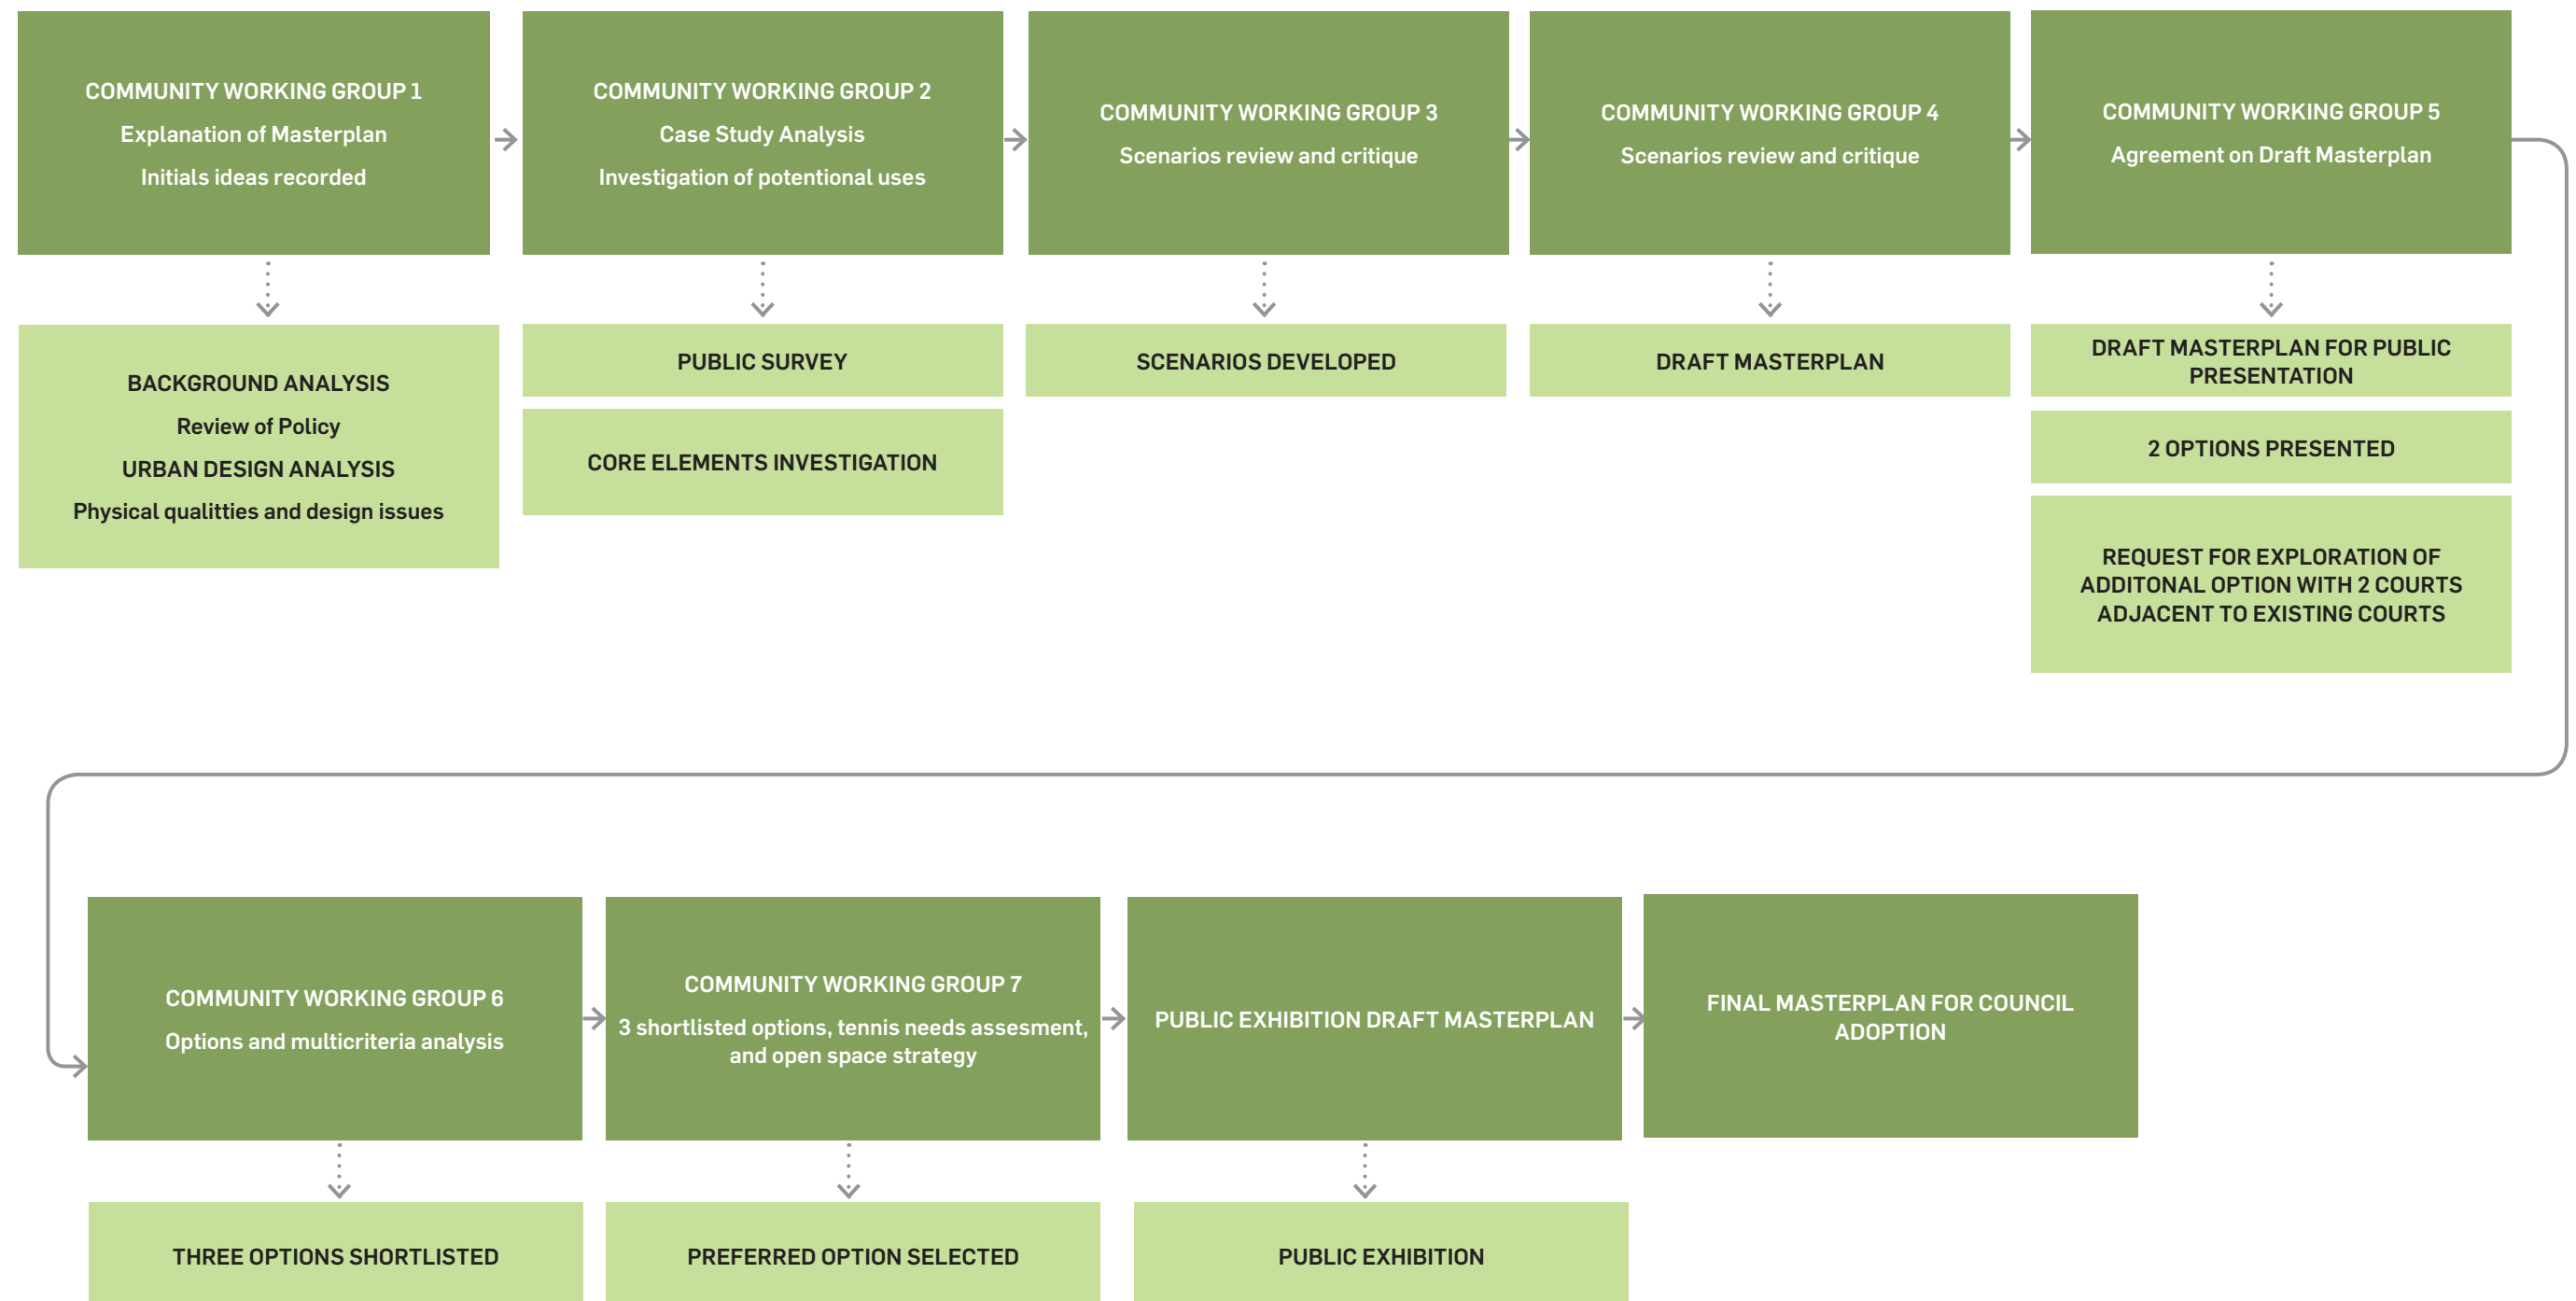 COMMUNITY WORKING GROUP 1
Explanation of Masterplan
Initials ideas recorded
BACKGROUND ANALYSIS
Review of Policy
URBAN DESIGN ANALYSIS
Physical qualitties and design issues
COMMUNITY WORKING GROUP 2
Case Study Analysis
Investigation of potentional uses
PUBLIC SURVEY
CORE ELEMENTS INVESTIGATION
COMMUNITY WORKING GROUP 3
Scenarios review and critique
SCENARIOS DEVELOPED
COMMUNITY WORKING GROUP 4
Scenarios review and critique
DRAFT MASTERPLAN
COMMUNITY WORKING GROUP 5
Agreement on Draft Masterplan
DRAFT MASTERPLAN FOR PUBLIC
PRESENTATION
2 OPTIONS PRESENTED
REQUEST FOR EXPLORATION OF
ADDITONAL OPTION WITH 2 COURTS
ADJACENT TO EXISTING COURTS
COMMUNITY WORKING GROUP 6
Options and multicriteria analysis
THREE OPTIONS SHORTLISTED
COMMUNITY WORKING GROUP 7
3 shortlisted options, tennis needs assesment,
and open space strategy
PREFERRED OPTION SELECTED
PUBLIC EXHIBITION DRAFT MASTERPLAN
PUBLIC EXHIBITION
FINAL MASTERPLAN FOR COUNCIL
ADOPTION